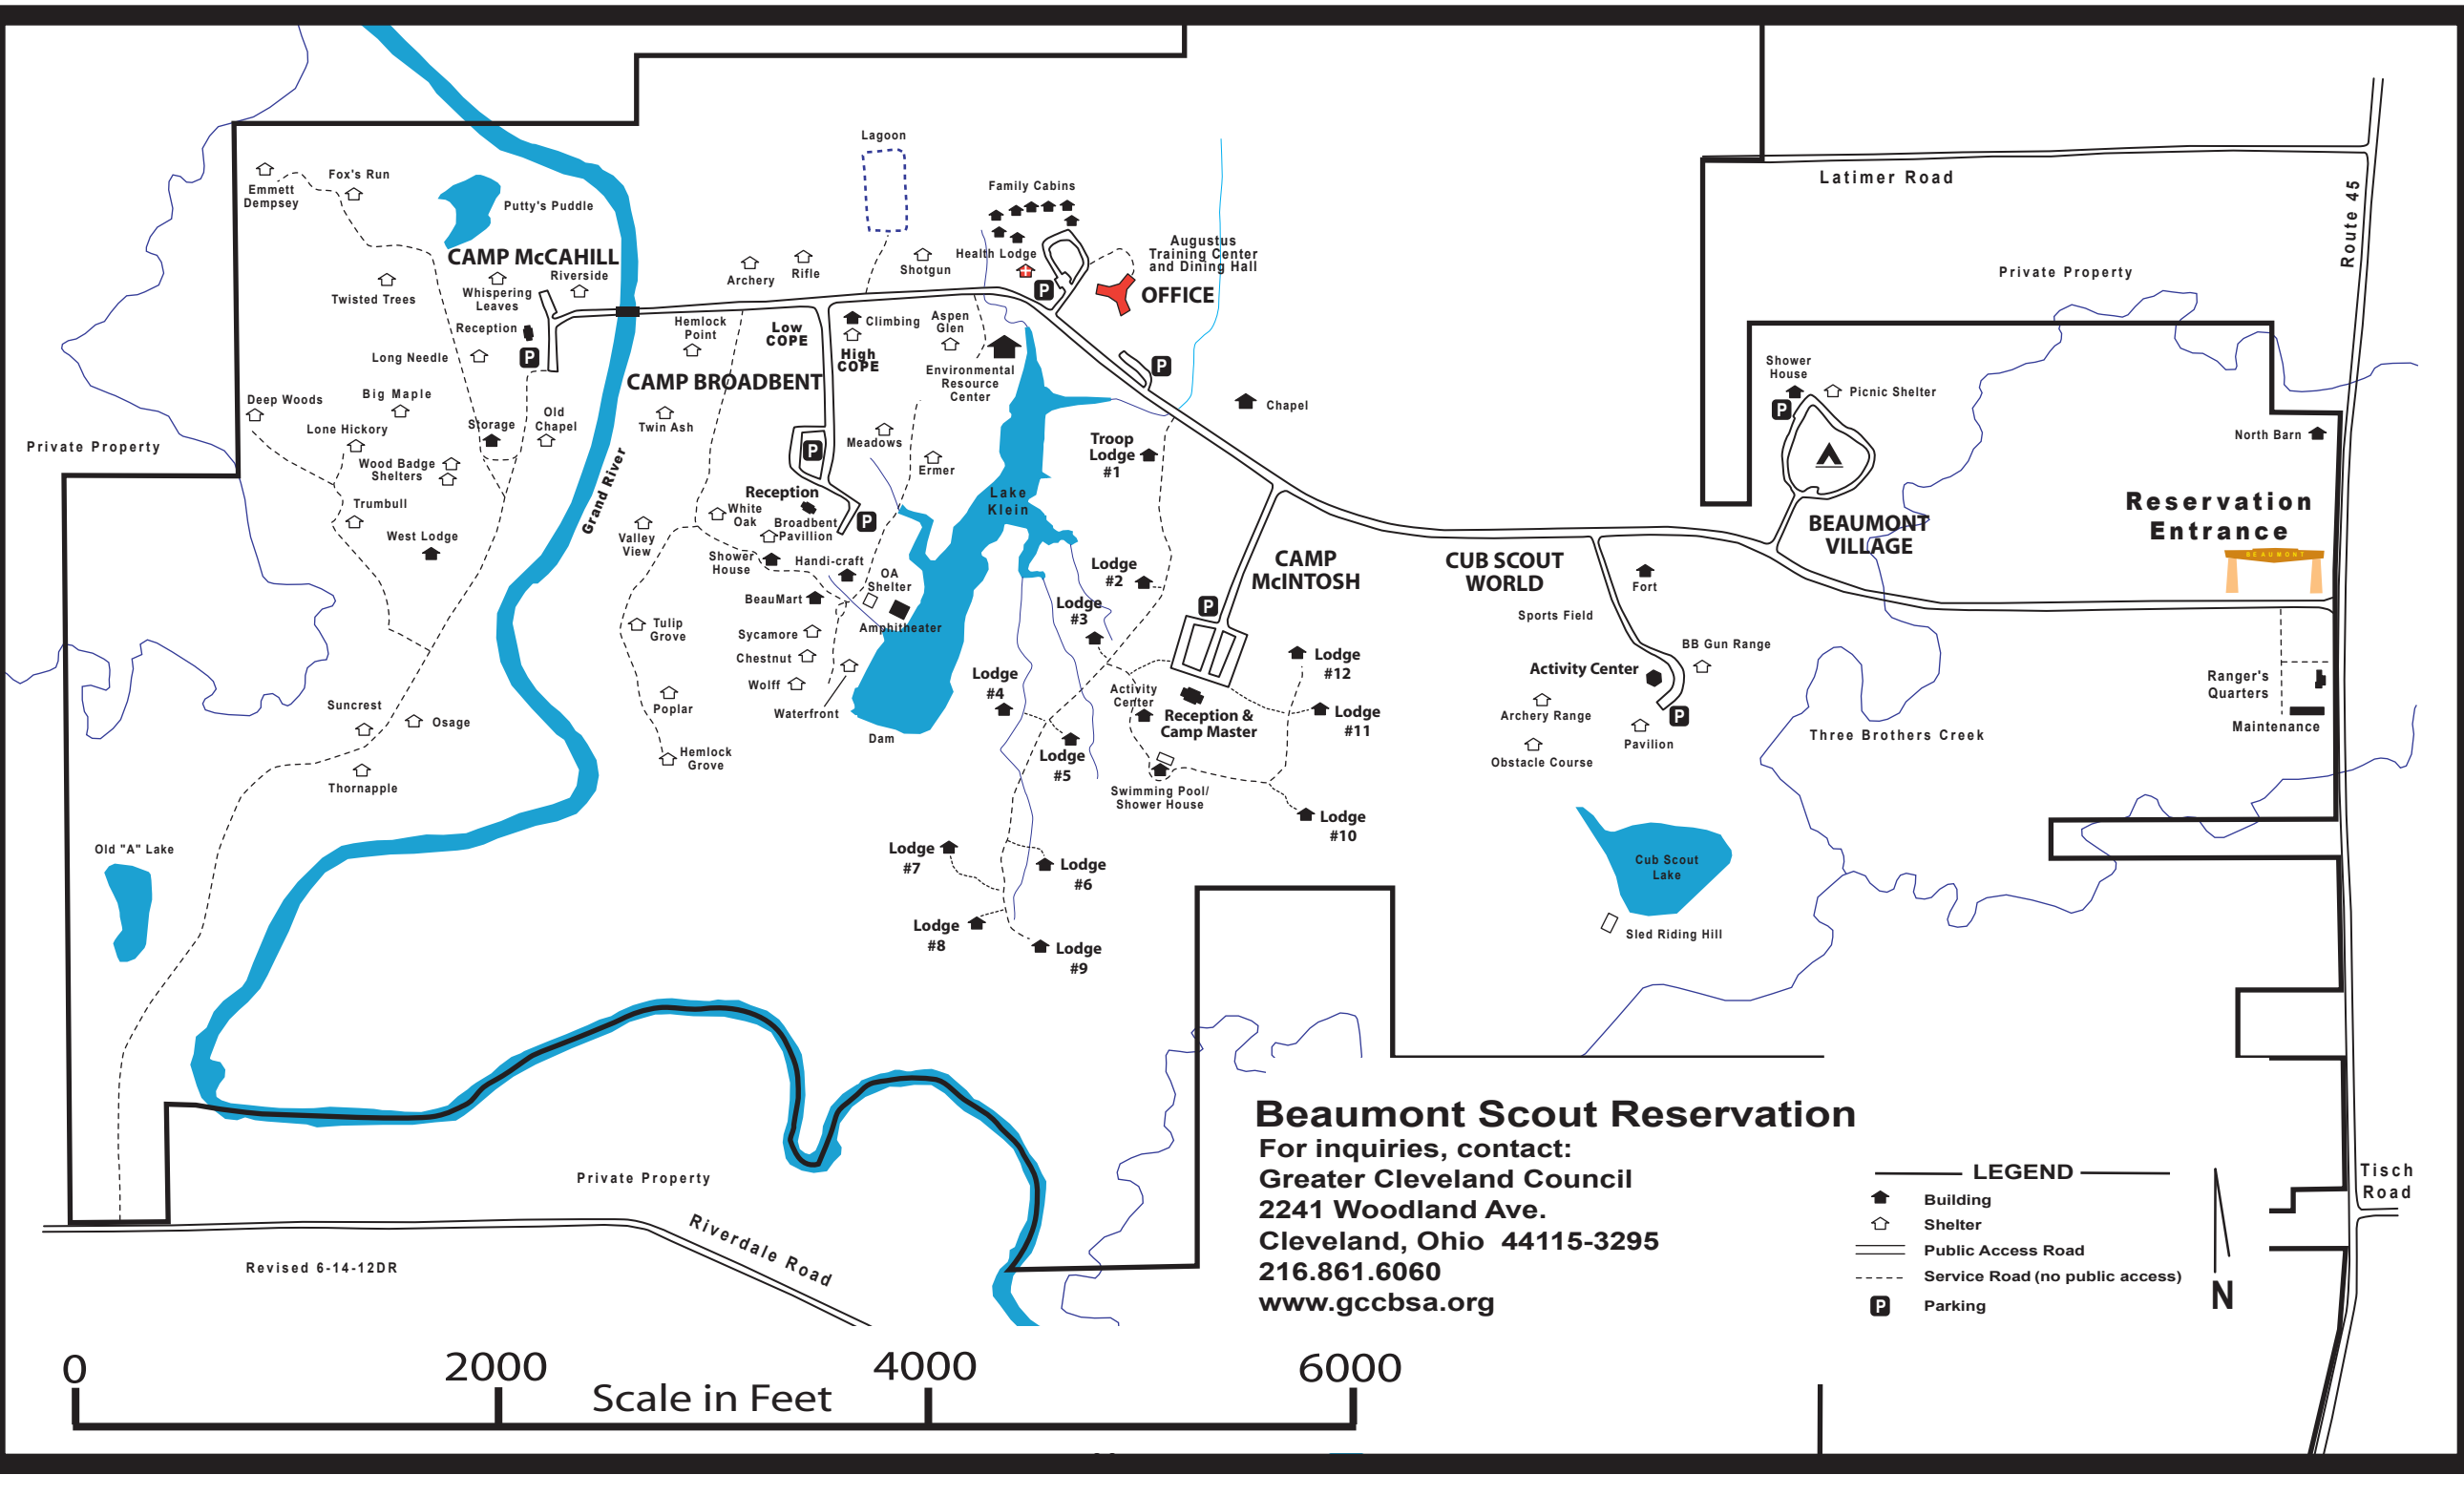 Lagoon
Latimer Road
Route 45
Emmett
Dempsey
Fox's Run
Putty's Puddle
Family Cabins
Private Property
CAMP McCAHILL
Riverside
Twisted Trees
Whispering
Leaves
Reception
Long Needle
Archery
Rifle
Shotgun
Health Lodge
P
Augustus
Training Center
and Dining Hall
OFFICE
Hemlock
Point
Low
COPE
Climbing
High
COPE
Aspen
Glen
Environmental
Resource
Center
P
P
Chapel
CAMP BROADBENT
Shower
House
Picnic Shelter
P
North Barn
Deep Woods
Big Maple
Lone Hickory
Storage
Old
Chapel
Private Property
Wood Badge
Shelters
Trumbull
West Lodge
Grand River
Twin Ash
Meadows
Ermer
P
Reception
White
Oak
Broadbent
Pavillion
P
Valley
View
Shower
House
Handi-craft
OA
Shelter
BeauMart
Amphitheater
Lake
Klein
Troop
Lodge
#1
Lodge
#2
Lodge
#3
CAMP
McINTOSH
CUB SCOUT
WORLD
Fort
BEAUMONT
VILLAGE
Reservation
Entrance
BEAUMONT
Tulip
Grove
Sycamore
Chestnut
Wolff
Waterfront
Poplar
Hemlock
Grove
Dam
P
Sports Field
BB Gun Range
Activity Center
Archery Range
P
Pavilion
Obstacle Course
Lodge
#4
Lodge
#5
Activity
Center
Reception &
Camp Master
Lodge
#12
Lodge
#11
Swimming Pool/
Shower House
Lodge
#10
Three Brothers Creek
Ranger's
Quarters
Maintenance
Suncrest
Osage
Thornapple
Old "A" Lake
Lodge
#7
Lodge
#6
Lodge
#8
Lodge
#9
Cub Scout
Lake
Sled Riding Hill
Private Property
Riverdale Road
Revised 6-14-12DR
Beaumont Scout Reservation
For inquiries, contact:
Greater Cleveland Council
2241 Woodland Ave.
Cleveland, Ohio 44115-3295
216.861.6060
www.gccbsa.org
LEGEND
Building
Shelter
Public Access Road
Service Road (no public access)
P Parking
N
Tisch
Road
0 2000 4000 6000
Scale in Feet